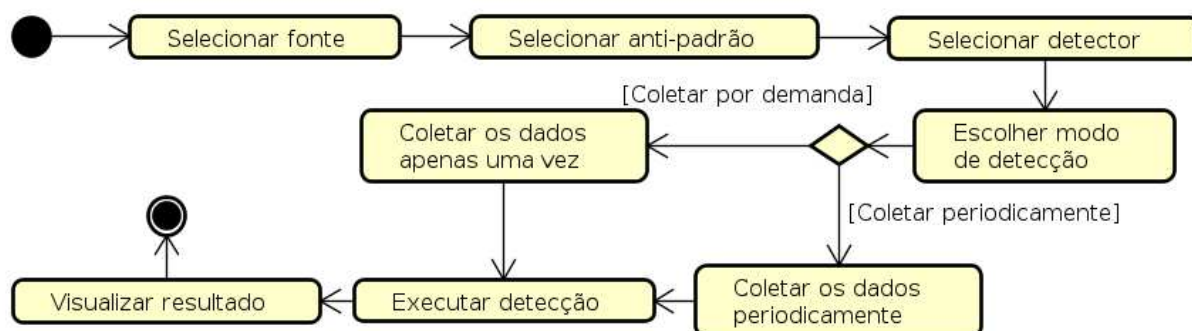 Selecionar fonte
Selecionar anti-padrão
Selecionar detector
[Coletar por demanda]
Coletar os dados
apenas uma vez
Escolher modo
de detecção
[Coletar periodicamente]
Visualizar resultado
Executar detecção
Coletar os dados
periodicamente